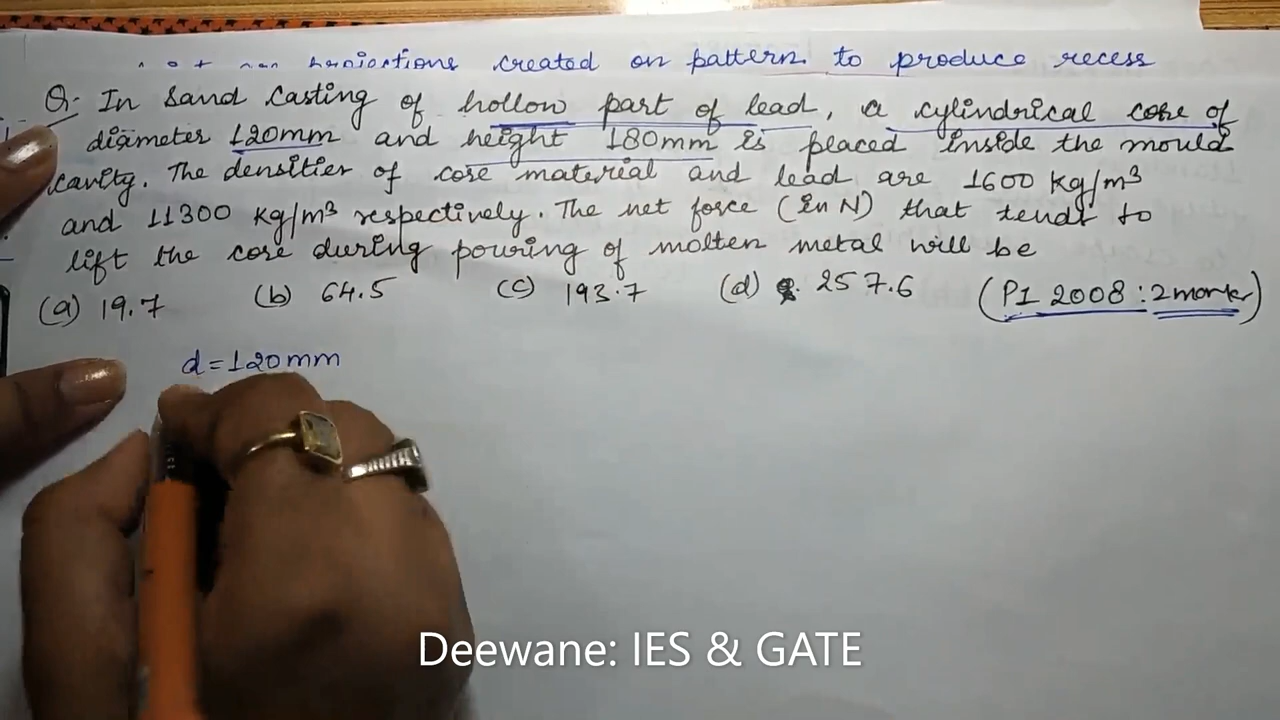 created on pattern to produce recess
Q:- In Sand Casting of hollow part of lead, a cylindrical core of
diameter 120mm and height 180mm is placed inside the mould
cavity. The densities of core material and lead are 1600 Kg/m³
and 11300 Kg/m³ respectively. The net force (in N) that tends to
lift the core during pouring of molten metal will be
(a) 19.7 (b) 64.5 (c) 193.7 (d) 257.6 (PI 2008 : 2 marks)
d = 120mm
Deewane: IES & GATE